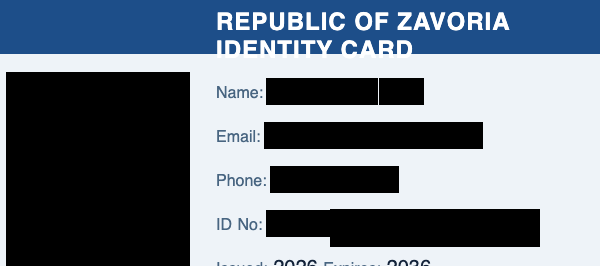 REPUBLIC OF ZAVORIA
IDENTITY CARD
Name:
Email:
Phone:
ID No:
Issued: 2026 Expires: 2036